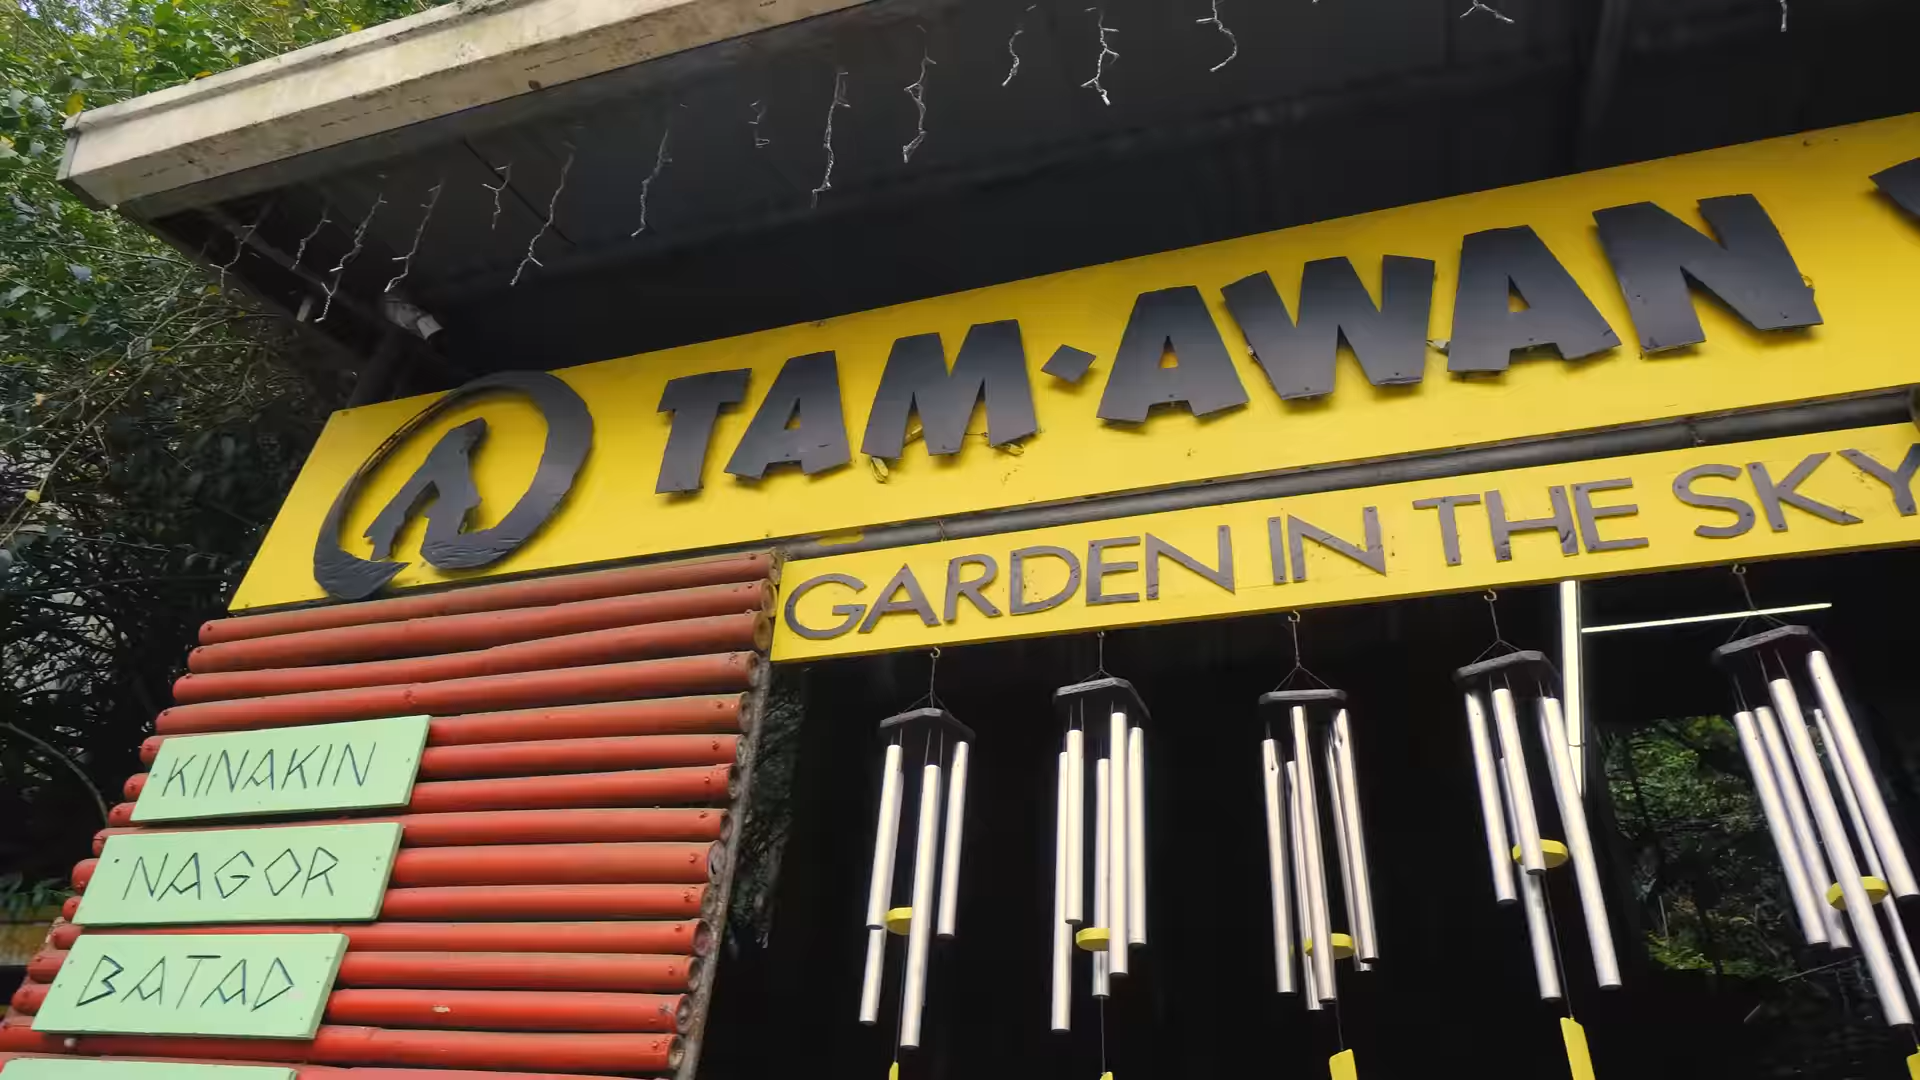 TAM·AWAN
GARDEN IN THE SKY
KINAKIN
NAGOR
BATAD